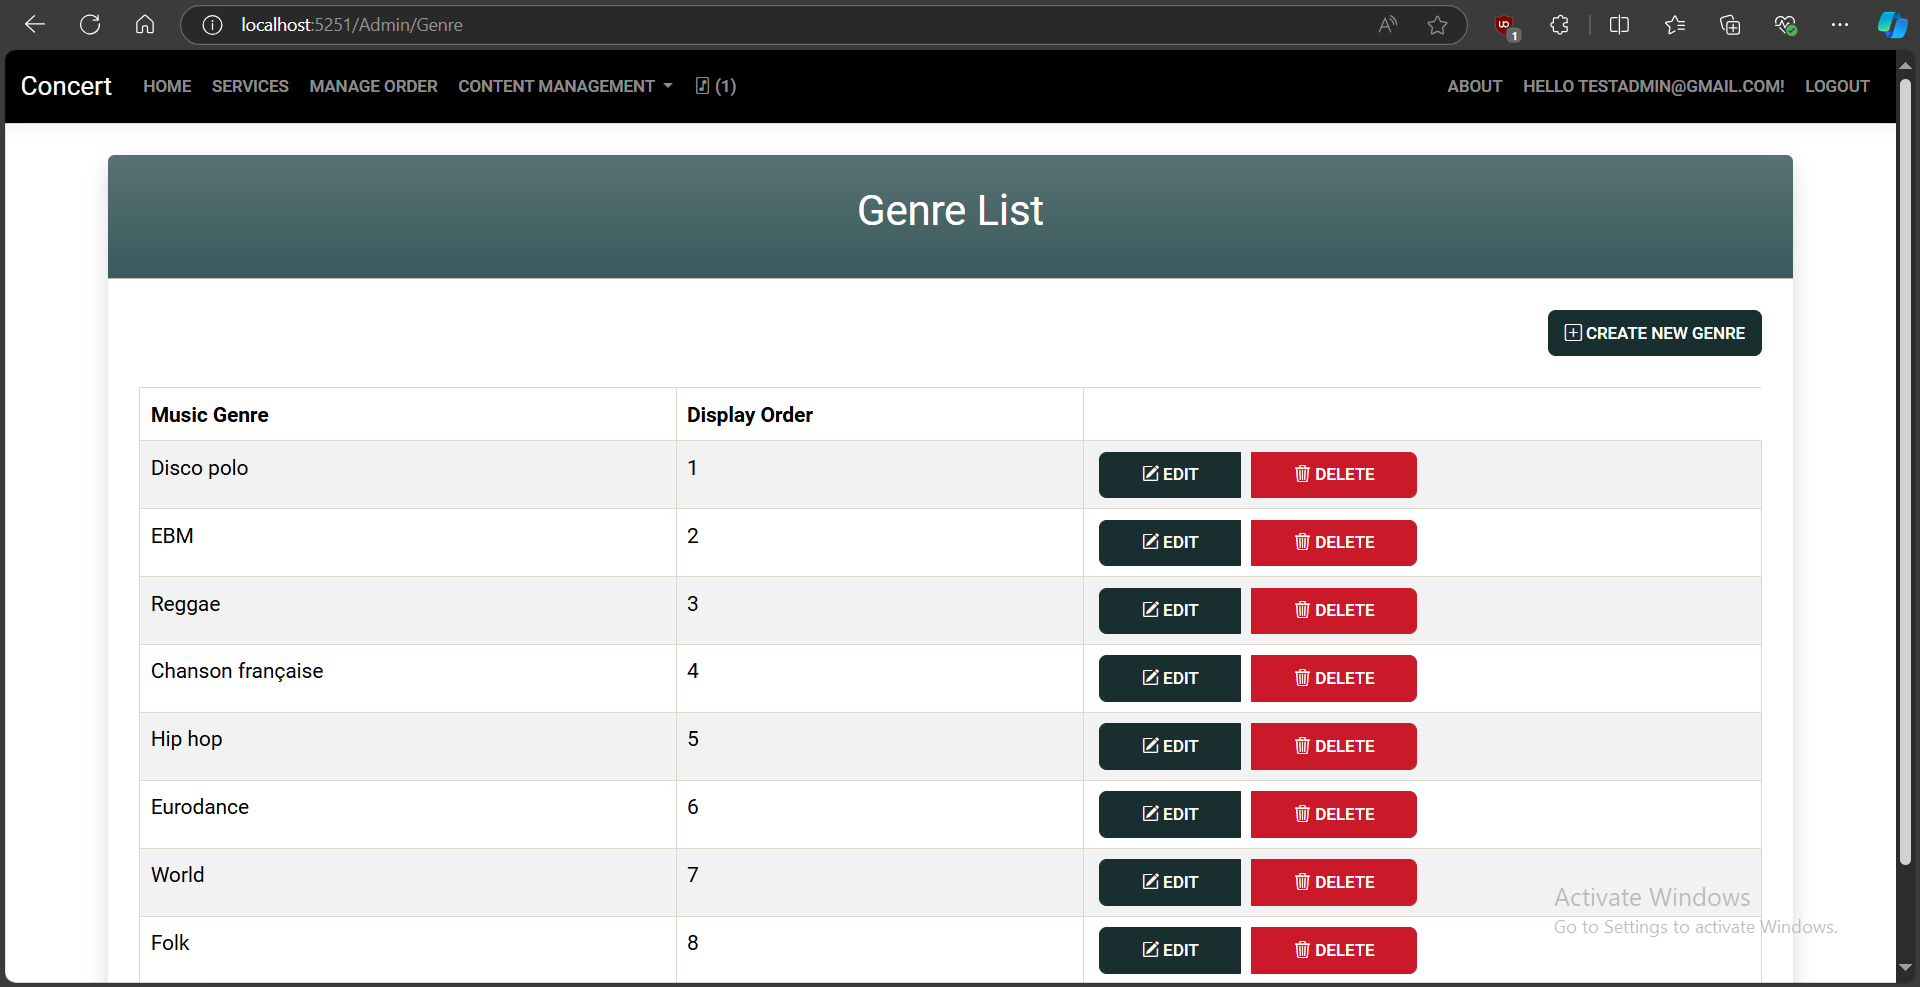 localhost:5251/Admin/Genre
1
Concert HOME SERVICES MANAGE ORDER CONTENT MANAGEMENT (1) ABOUT HELLO TESTADMIN@GMAIL.COM! LOGOUT
Genre List
CREATE NEW GENRE
Music Genre Display Order
Disco polo 1 EDIT DELETE
EBM 2 EDIT DELETE
Reggae 3 EDIT DELETE
Chanson française 4 EDIT DELETE
Hip hop 5 EDIT DELETE
Eurodance 6 EDIT DELETE
World 7 EDIT DELETE
Activate Windows
Go to Settings to activate Windows.
Folk 8 EDIT DELETE